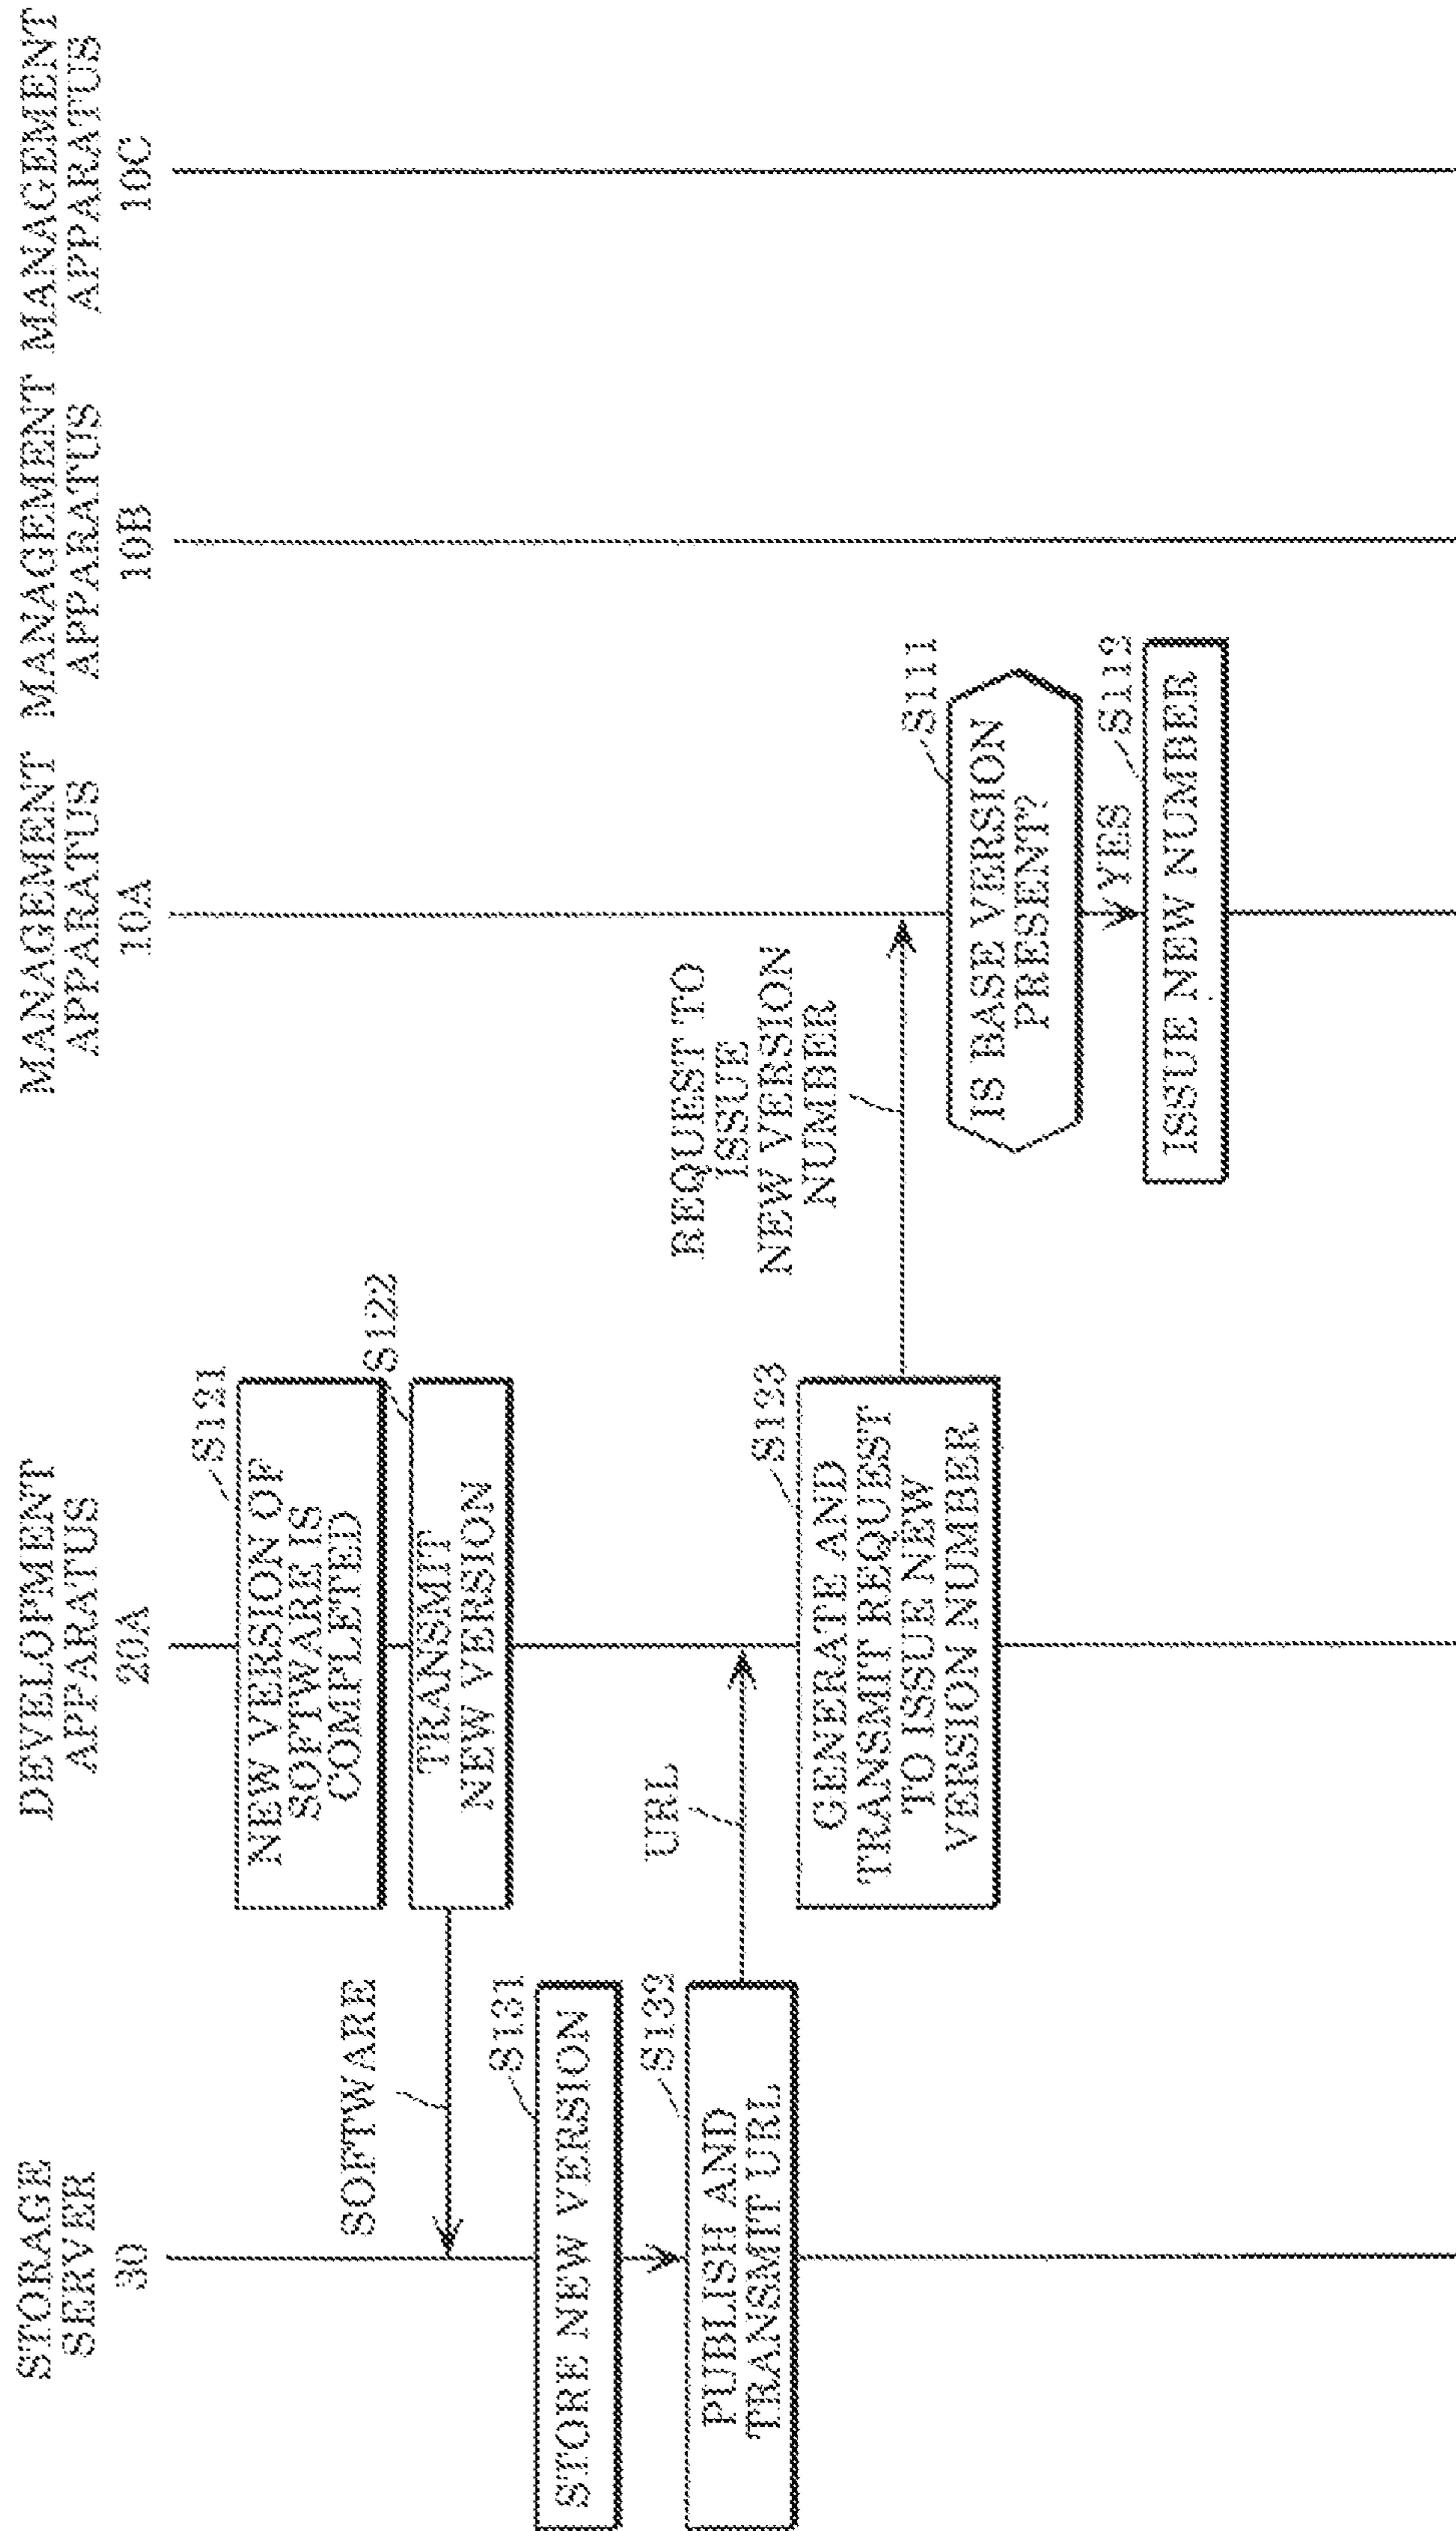 STORAGE
SERVER
30
DEVELOPMENT
APPARATUS
20A
MANAGEMENT
APPARATUS
10A
MANAGEMENT
APPARATUS
10B
MANAGEMENT
APPARATUS
10C
S121
NEW VERSION OF
SOFTWARE IS
COMPLETED
S122
TRANSMIT
NEW VERSION
SOFTWARE
S131
STORE NEW VERSION
S132
PUBLISH AND
TRANSMIT URL
URL
S123
GENERATE AND
TRANSMIT REQUEST
TO ISSUE NEW
VERSION NUMBER
REQUEST TO
ISSUE
NEW VERSION
NUMBER
S111
IS BASE VERSION
PRESENT?
YES
S112
ISSUE NEW NUMBER